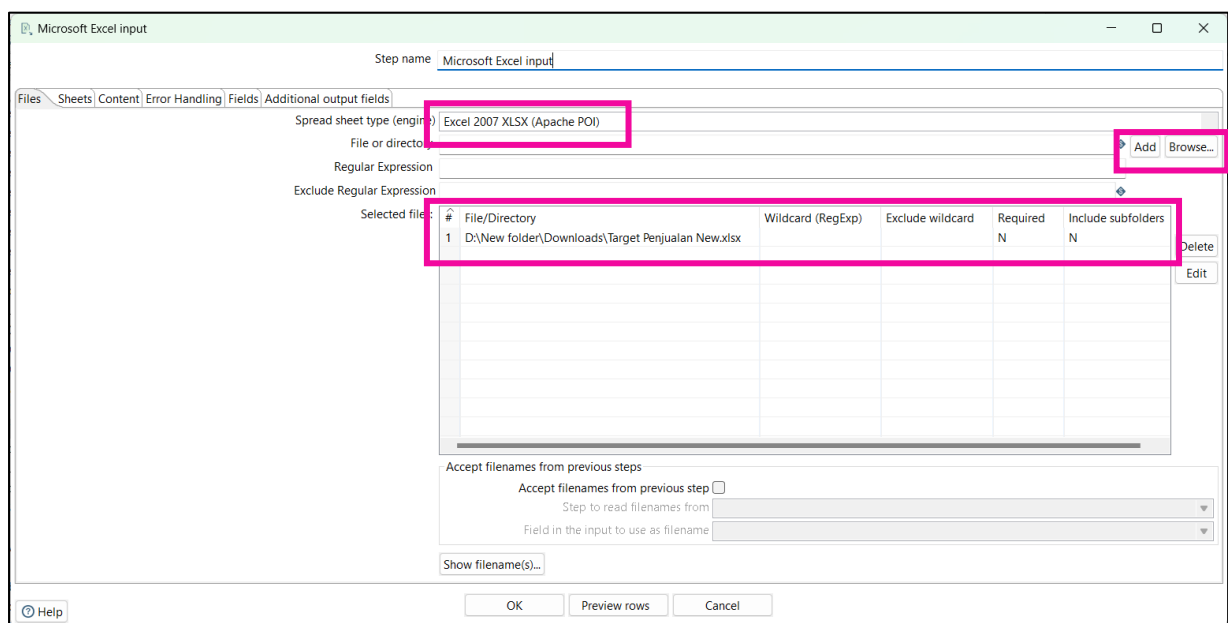 Microsoft Excel input
Step name Microsoft Excel input
Files Sheets Content Error Handling Fields Additional output fields
Spread sheet type (engine) Excel 2007 XLSX (Apache POI)
File or directory Add Browse...
Regular Expression
Exclude Regular Expression
Selected files: # File/Directory Wildcard (RegExp) Exclude wildcard Required Include subfolders
1 D:\New folder\Downloads\Target Penjualan New.xlsx N N
Delete
Edit
Accept filenames from previous steps
Accept filenames from previous step
Step to read filenames from
Field in the input to use as filename
Show filename(s)...
Help OK Preview rows Cancel